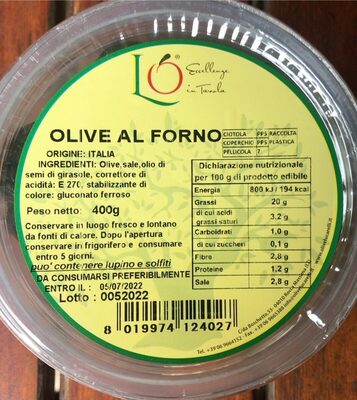 LÒ
Eccellenze
in Tavola
OLIVE AL FORNO
CIOTOLA PP5 RACCOLTA
COPERCHIO PP5 PLASTICA
PELLICOLA 7
ORIGINE: ITALIA
INGREDIENTI: Olive,sale,olio di
semi di girasole, correttore di
acidità: E 270, stabilizzante di
colore: gluconato ferroso
Peso netto: 400g
Conservare in luogo fresco e lontano
da fonti di calore. Dopo l'apertura
conservare in frigorifero e consumare
entro 5 giorni.
puo' contenere lupino e solfiti
DA CONSUMARSI PREFERIBILMENTE
ENTRO IL : 05/07/2022
Lotto : 0052022
Dichiarazione nutrizionale
per 100 g di prodotto edibile
Energia 800 kJ / 194 kcal
Grassi 20 g
di cui acidi
grassi saturi 3.2 g
Carboidrati 1,0 g
di cui zuccheri 0,1 g
Fibre 2,8 g
Proteine 1,2 g
Sale 2,8 g
8 019974 124027